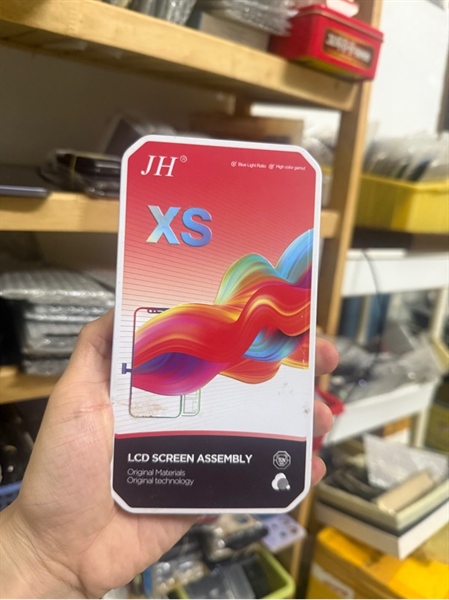 JH®
Blue Light Ratio High color gamut
XS
LCD SCREEN ASSEMBLY
Original Materials
Original technology